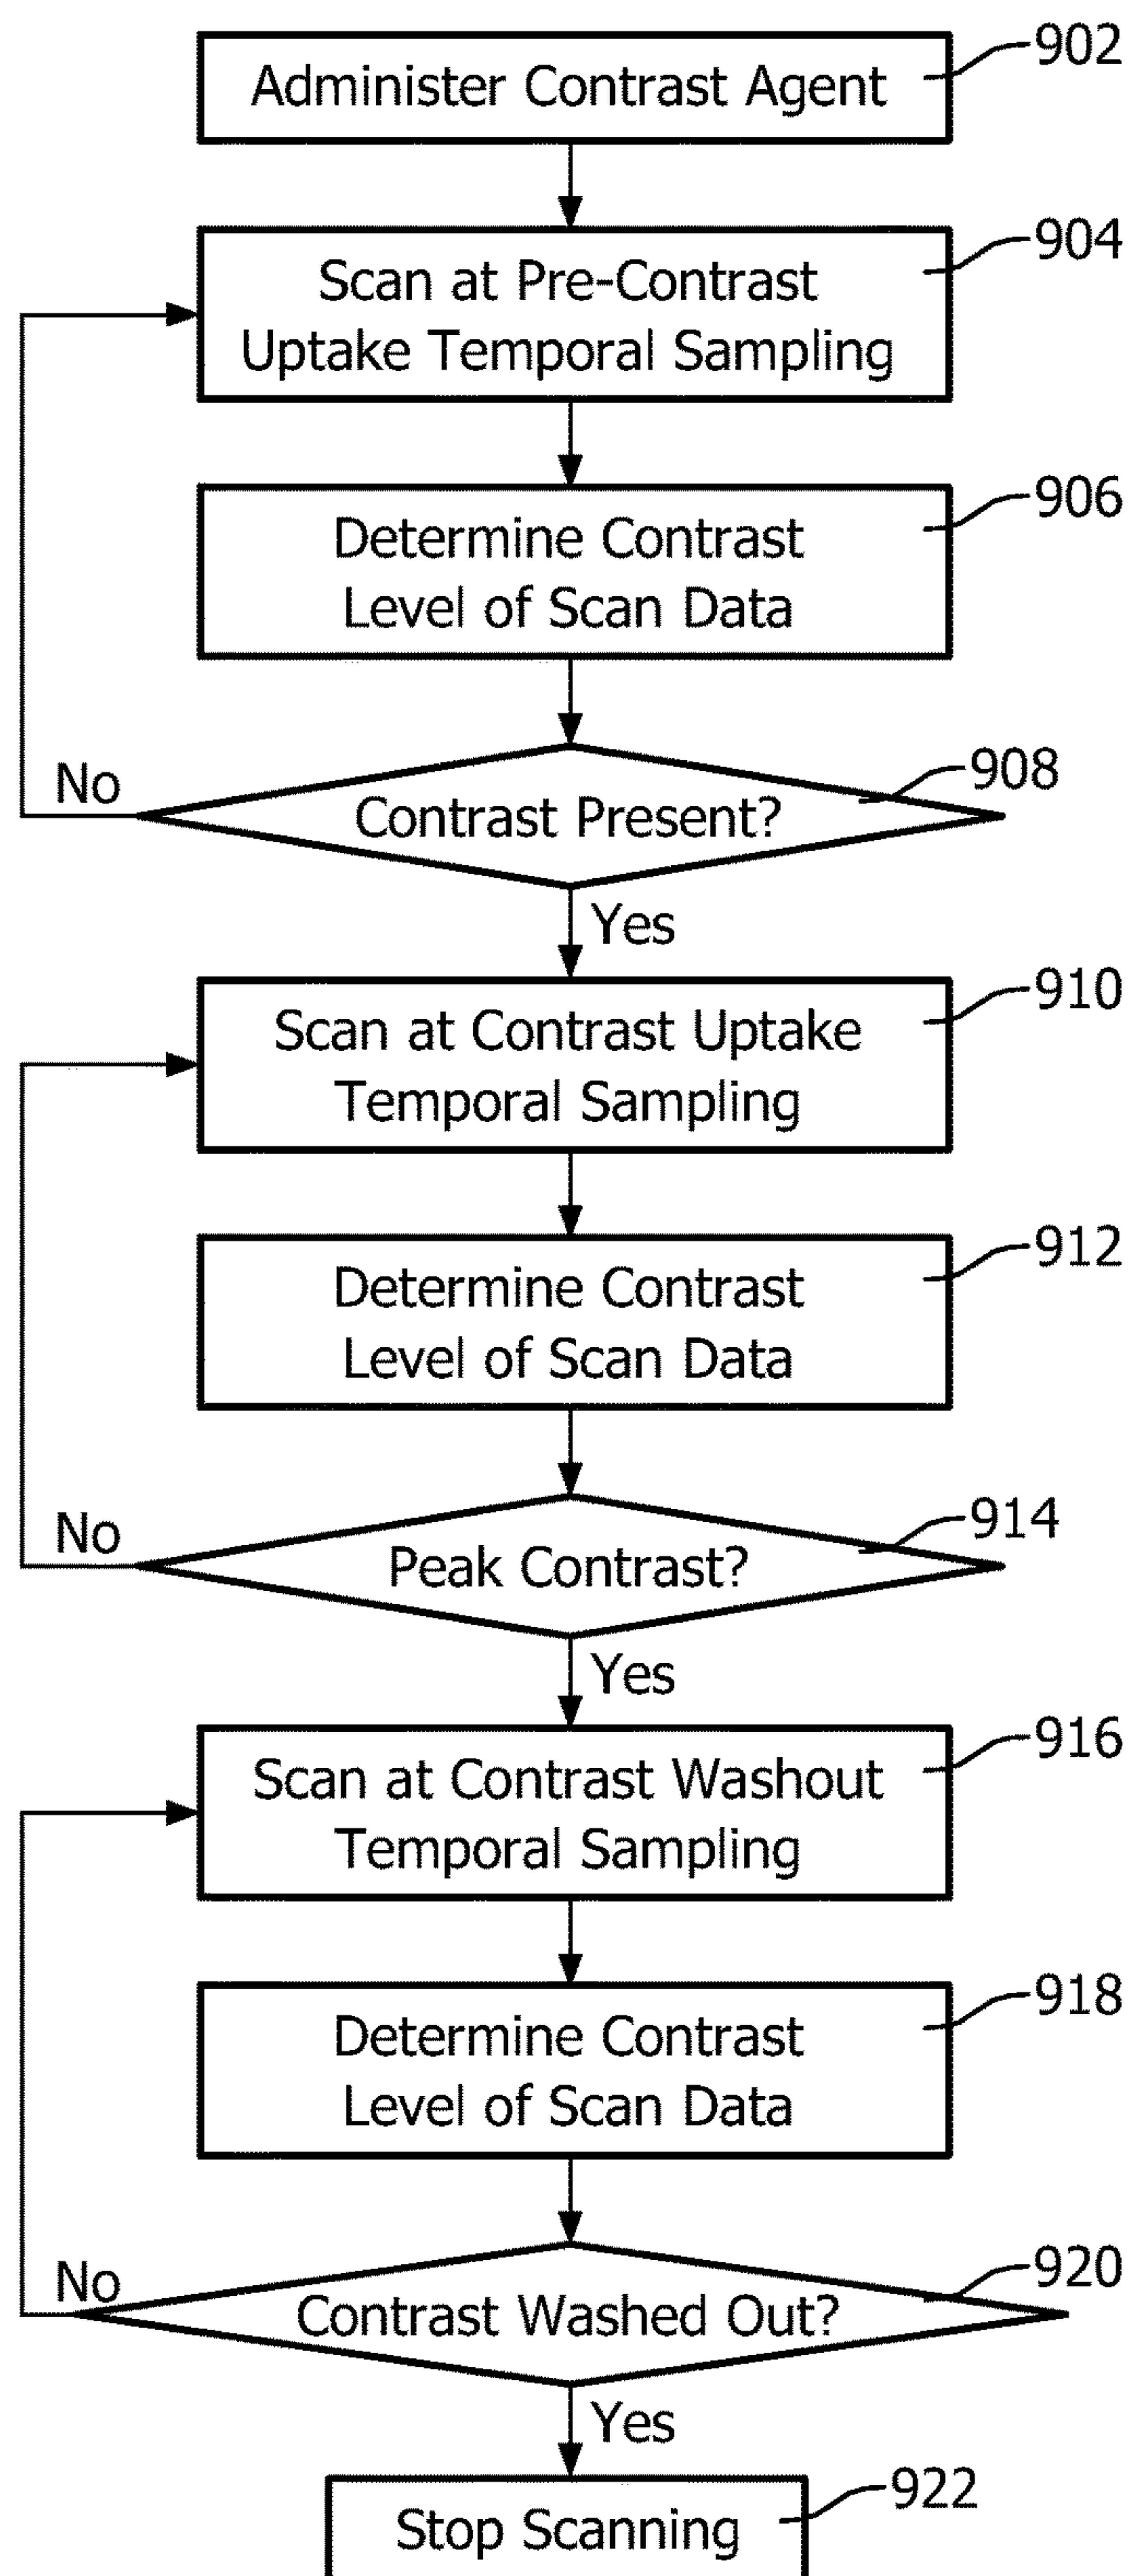 Administer Contrast Agent
902
Scan at Pre-Contrast
Uptake Temporal Sampling
904
Determine Contrast
Level of Scan Data
906
Contrast Present?
908
No
Yes
Scan at Contrast Uptake
Temporal Sampling
910
Determine Contrast
Level of Scan Data
912
Peak Contrast?
914
No
Yes
Scan at Contrast Washout
Temporal Sampling
916
Determine Contrast
Level of Scan Data
918
Contrast Washed Out?
920
No
Yes
Stop Scanning
922